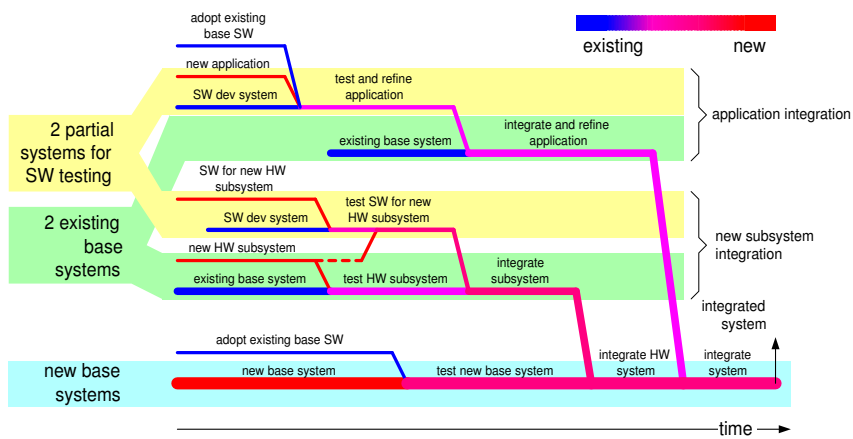 adopt existing
base SW
existing
new
new application
SW dev system
test and refine
application
application integration
2 partial
systems for
SW testing
integrate and refine
application
existing base system
SW for new HW
subsystem
test SW for new
HW subsystem
SW dev system
2 existing
base
systems
new HW subsystem
new subsystem
integration
existing base system
test HW subsystem
integrate
subsystem
integrated
system
adopt existing base SW
new base
systems
new base system
test new base system
integrate HW
system
integrate
system
time